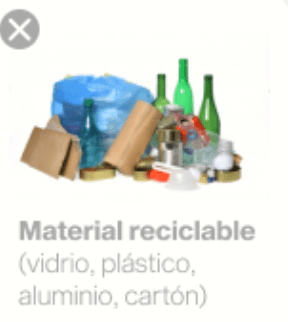 Material reciclable
(vidrio, plástico,
aluminio, cartón)